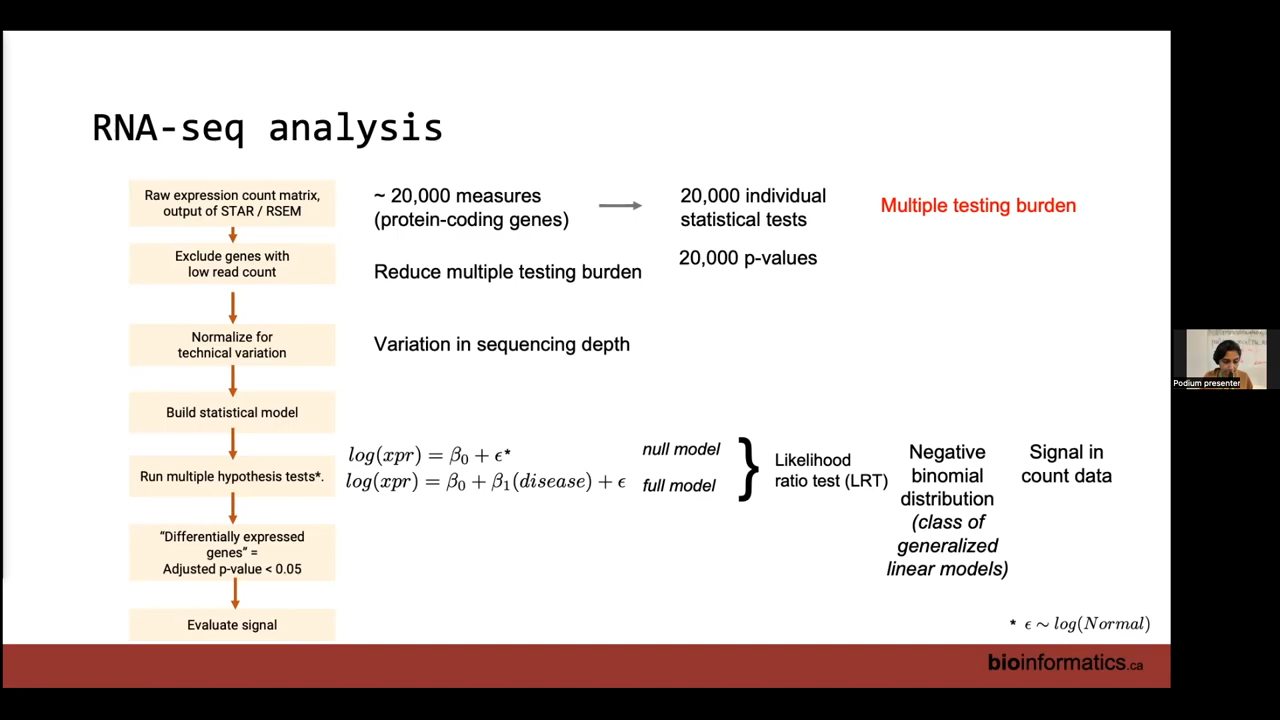 RNA-seq analysis
Raw expression count matrix,
output of STAR / RSEM
~ 20,000 measures
(protein-coding genes)
20,000 individual
statistical tests
Multiple testing burden
20,000 p-values
Exclude genes with
low read count
Reduce multiple testing burden
Normalize for
technical variation
Variation in sequencing depth
Build statistical model
Run multiple hypothesis tests*.
log(xpr) = β₀ + ϵ*
log(xpr) = β₀ + β₁(disease) + ϵ
null model
full model
}
Likelihood
ratio test (LRT)
Negative
binomial
distribution
(class of
generalized
linear models)
Signal in
count data
“Differentially expressed
genes” =
Adjusted p-value < 0.05
Evaluate signal
* ϵ ∼ log(Normal)
bioinformatics.ca
Podium presenter